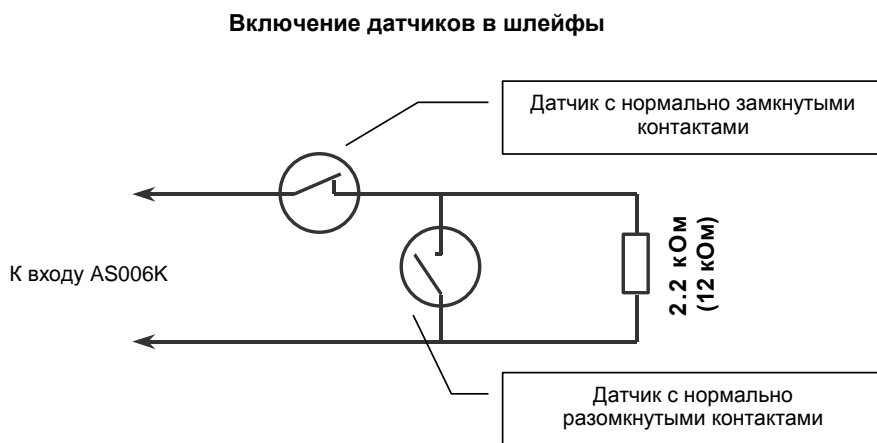 Включение датчиков в шлейфы
Датчик с нормально замкнутыми
контактами
К входу AS006K
2.2 кОм
(12 кОм)
Датчик с нормально
разомкнутыми контактами